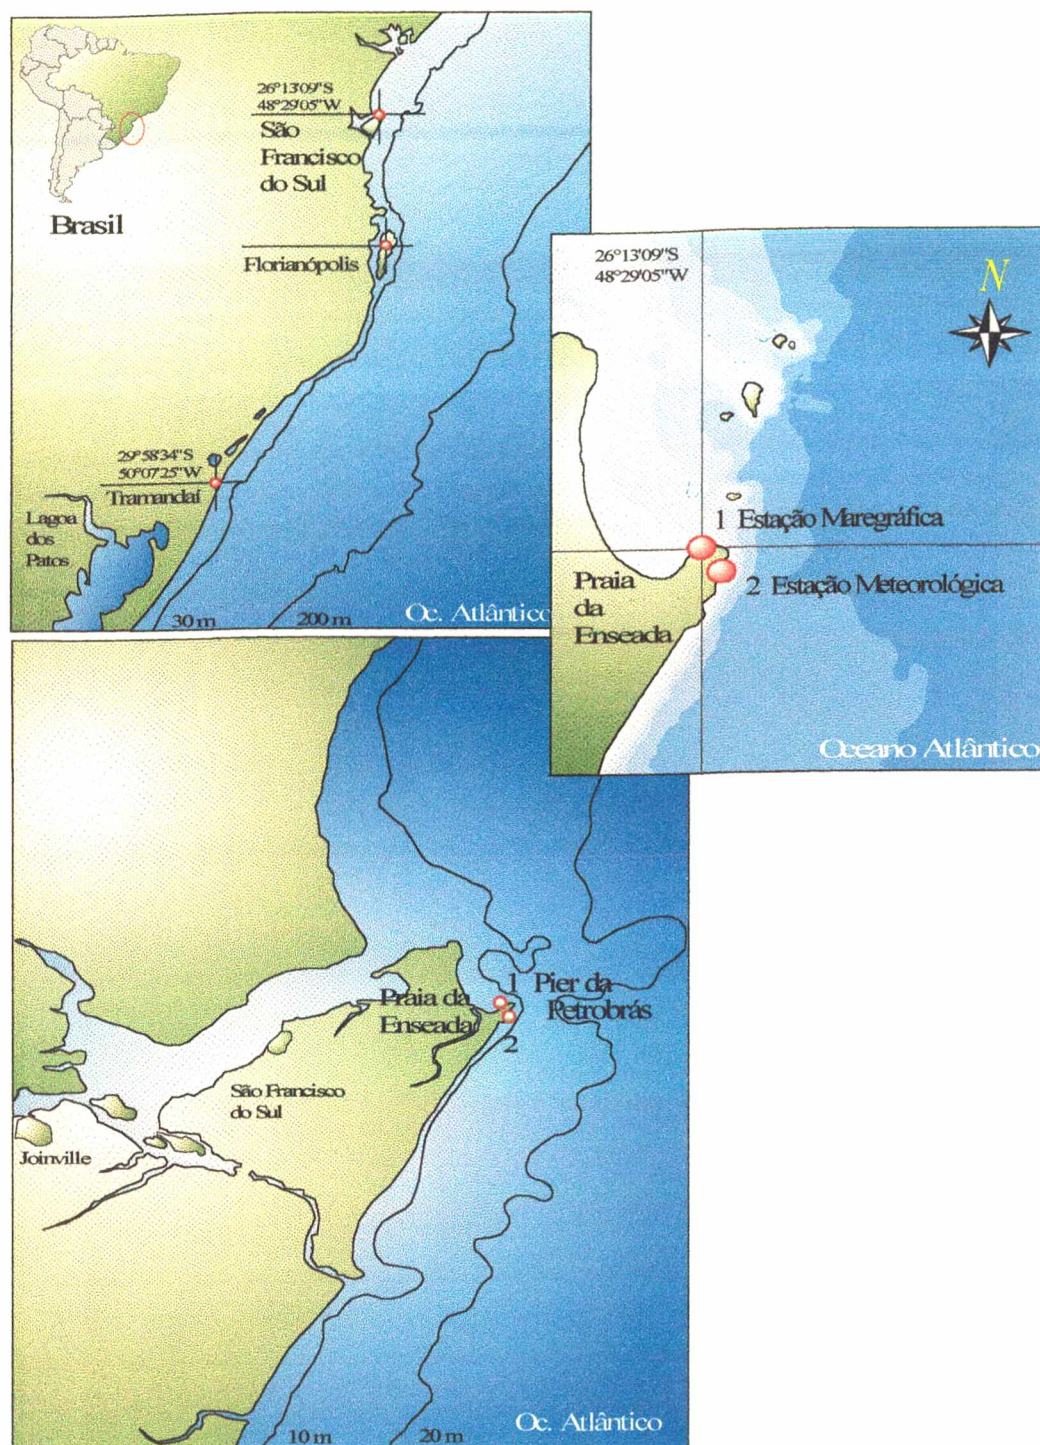 26°13'09"S
48°29'05"W
São
Francisco
do Sul
Brasil
Florianópolis
29°58'34"S
50°07'25"W
Tramandaí
Lagoa
dos
Patos
30 m
200 m
Oc. Atlântico
26°13'09"S
48°29'05"W
N
1 Estação Maregráfica
2 Estação Meteorológica
Praia
da
Enseada
Oceano Atlântico
1 Pier da
Petrobrás
Praia da
Enseada
2
São Francisco
do Sul
Joinville
Oc. Atlântico
10 m
20 m